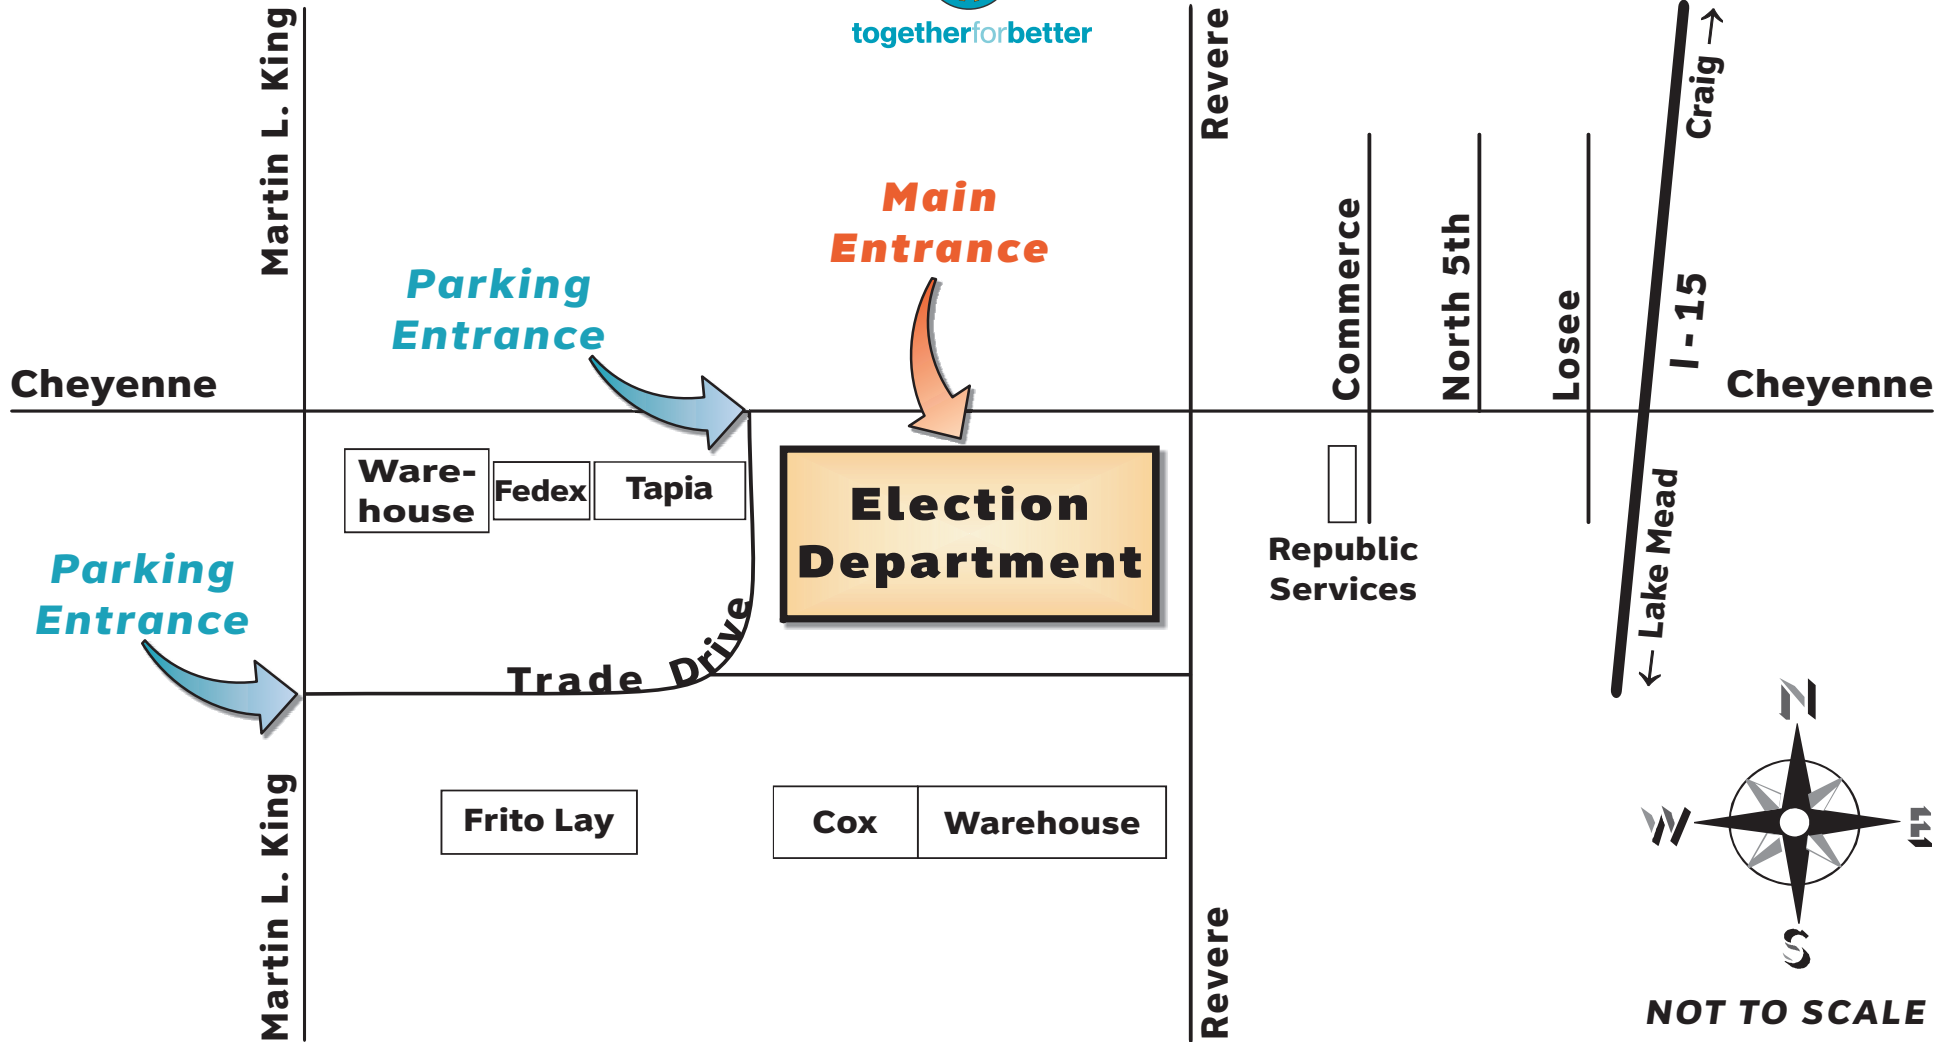 togetherforbetter
Martin L. King
Revere
Craig →
Main
Entrance
Parking
Entrance
Commerce
North 5th
Losee
I - 15
Cheyenne
Cheyenne
Ware-
house
Fedex
Tapia
Election
Department
Republic
Services
← Lake Mead
Parking
Entrance
Trade Drive
N
W
E
S
Frito Lay
Cox
Warehouse
Martin L. King
Revere
NOT TO SCALE